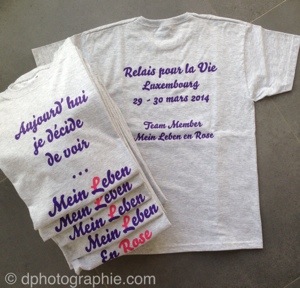 Aujourd'hui
je décide
de voir
...
Mein Leben
Mein Leben
Mein Leben
Mein Leben
En Rose
Relais pour la Vie
Luxembourg
29 - 30 mars 2014
Team Member
Mein Leben en Rose
© dphotographie.com